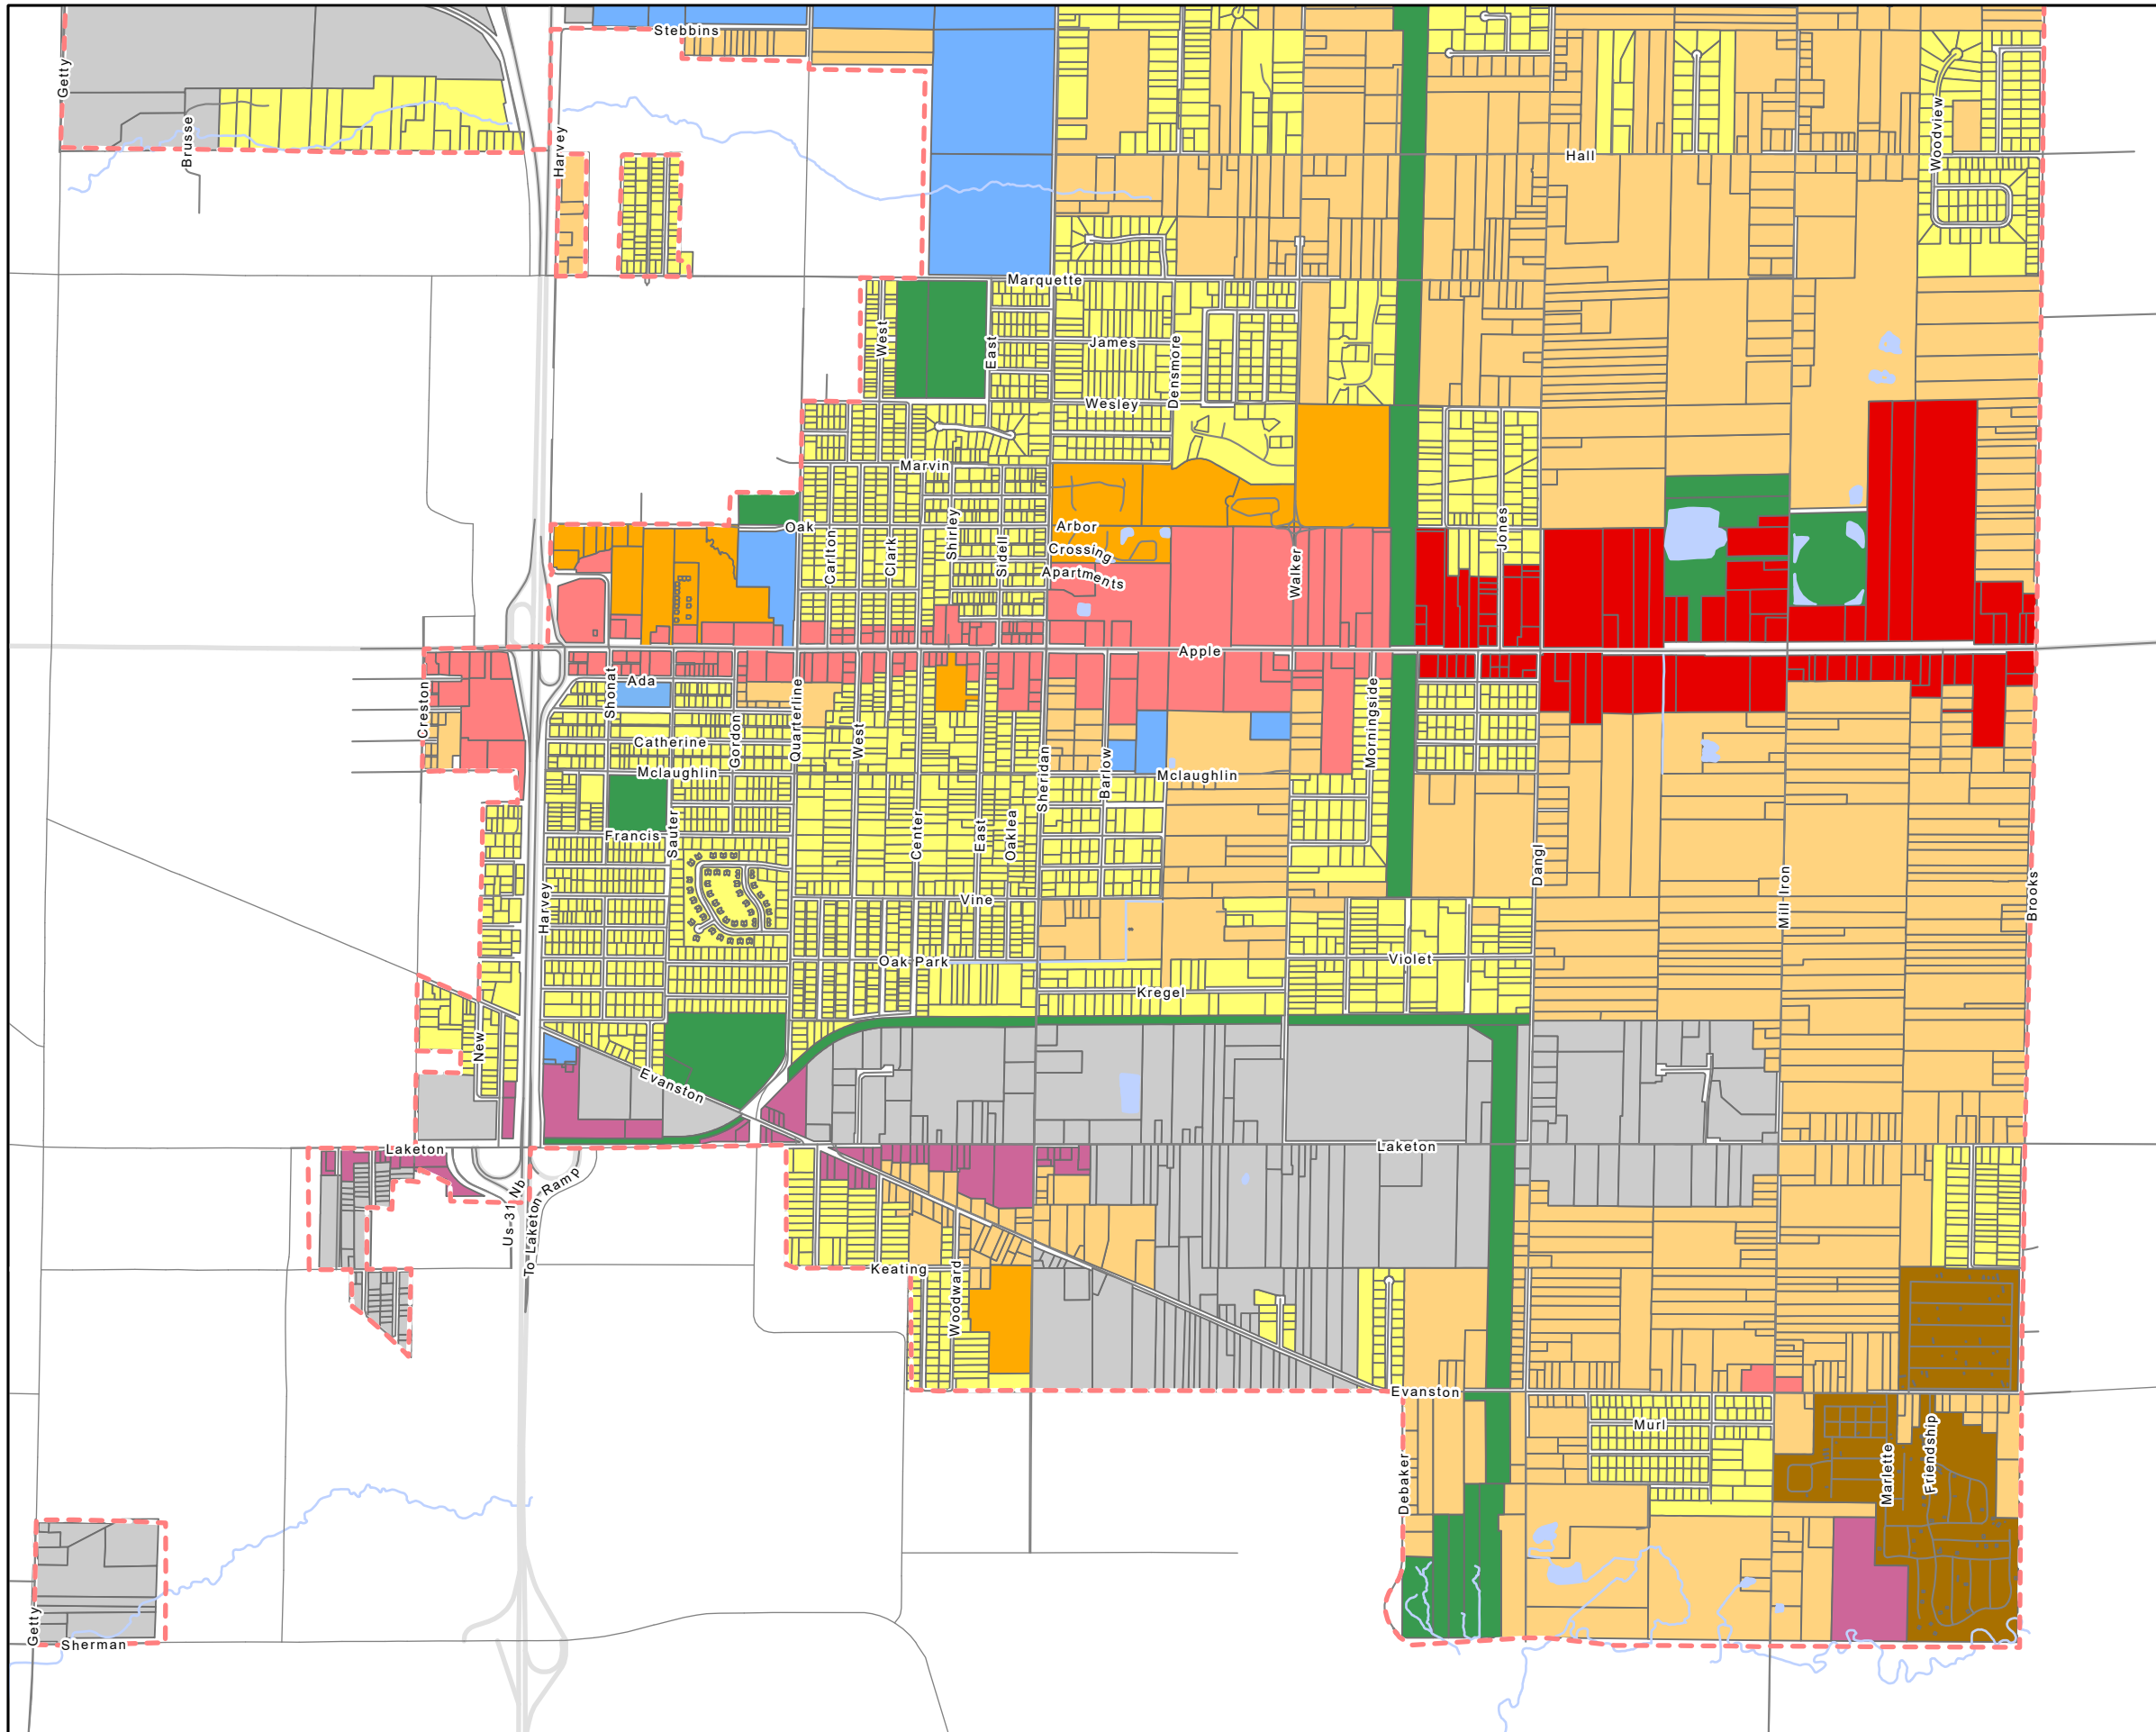 Stebbins
Getty
Brusse
Harvey
Hall
Woodview
Marquette
West
East
James
Densmore
Wesley
Marvin
Oak
Arbor
Crossing
Apartments
Carlton
Clark
Shirley
Sidell
Walker
Jones
Apple
Creston
Shonat
Ada
Catherine
Gordon
Quarterline
West
Mclaughlin
Sheridan
Barlow
Mclaughlin
Morningside
Francis
Sauter
Center
East
Oaklea
Dangl
Mill Iron
Brooks
Harvey
Vine
Oak Park
Violet
Kregel
New
Evanston
Laketon
Laketon
Us-31 Nb
To Laketon Ramp
Keating
Woodward
Evanston
Murl
Debaker
Marlette
Friendship
Getty
Sherman